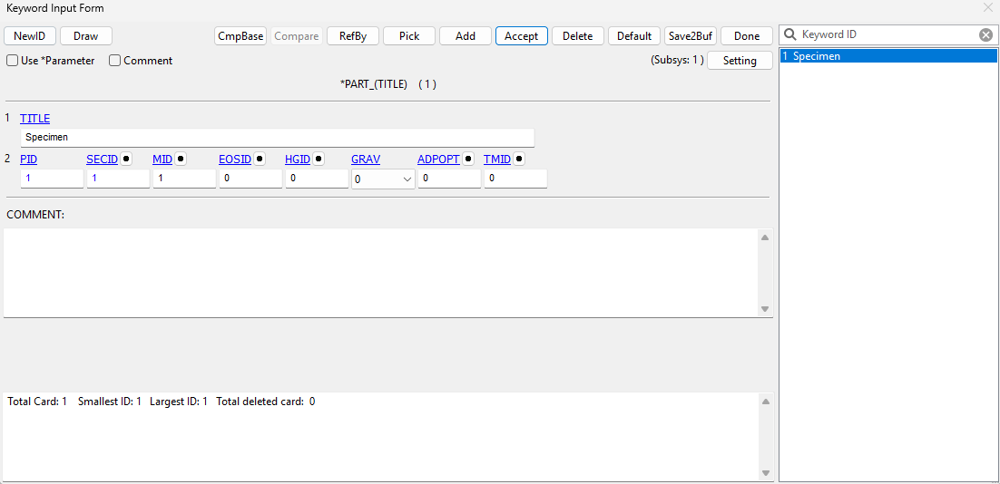 Keyword Input Form
NewID Draw CmpBase Compare RefBy Pick Add Accept Delete Default Save2Buf Done Keyword ID
Use *Parameter Comment (Subsys: 1 ) Setting 1 Specimen
*PART_(TITLE) ( 1 )
1 TITLE
Specimen
2 PID SECID MID EOSID HGID GRAV ADPOPT TMID
1 1 1 0 0 0 0 0
COMMENT:
Total Card: 1 Smallest ID: 1 Largest ID: 1 Total deleted card: 0